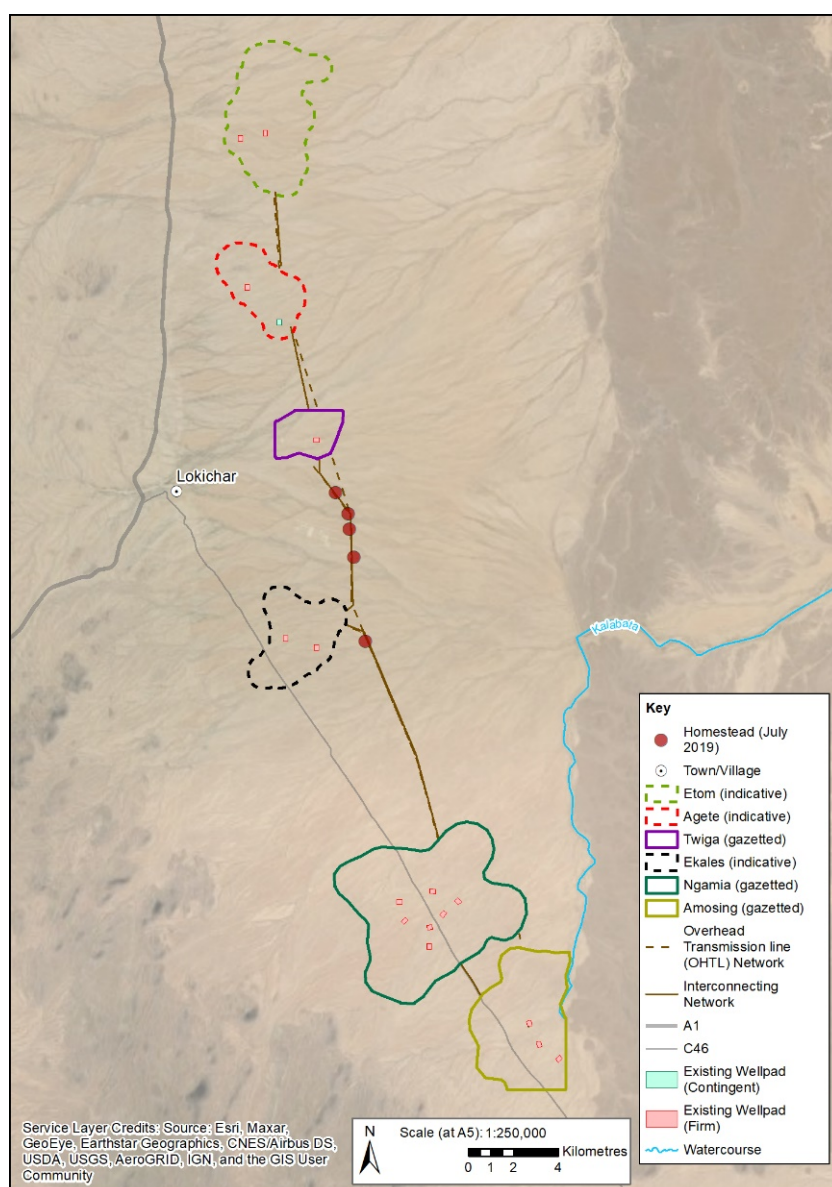 Lokichar
Kalabata
Key
Homestead (July
2019)
Town/Village
Etom (indicative)
Agete (indicative)
Twiga (gazetted)
Ekales (indicative)
Ngamia (gazetted)
Amosing (gazetted)
Overhead
Transmission line
(OHTL) Network
Interconnecting
Network
A1
C46
Existing Wellpad
(Contingent)
Existing Wellpad
(Firm)
Watercourse
Service Layer Credits: Source: Esri, Maxar,
GeoEye, Earthstar Geographics, CNES/Airbus DS,
USDA, USGS, AeroGRID, IGN, and the GIS User
Community
N
Scale (at A5): 1:250,000
Kilometres
0 1 2 4